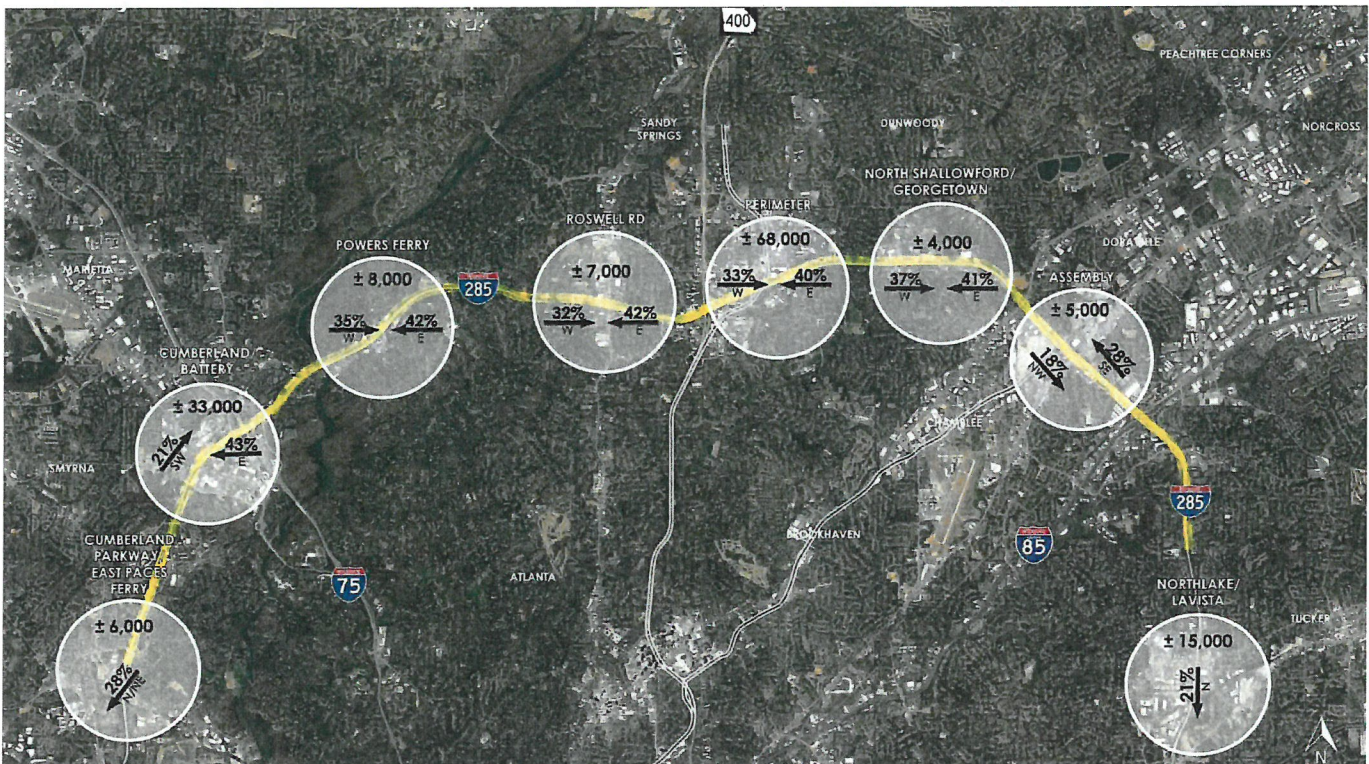 400
PEACHTREE CORNERS
NORCROSS
SANDY
SPRINGS
DUNWOODY
NORTH SHALLOWFORD/
GEORGETOWN
± 4,000
37%
W
41%
E
PERIMETER
± 68,000
33%
W
40%
E
ROSWELL RD
± 7,000
32%
W
42%
E
POWERS FERRY
± 8,000
35%
W
42%
E
285
MARIETTA
DORAVILLE
ASSEMBLY
± 5,000
18%
NW
28%
CUMBERLAND
BATTERY
± 33,000
21%
SW
43%
E
SMYRNA
CHAMBLEE
285
BROOKHAVEN
85
ATLANTA
75
CUMBERLAND
PARKWAY/
EAST PACES
FERRY
± 6,000
28%
N/NE
NORTHLAKE/
LAVISTA
± 15,000
21%
N
TUCKER
N